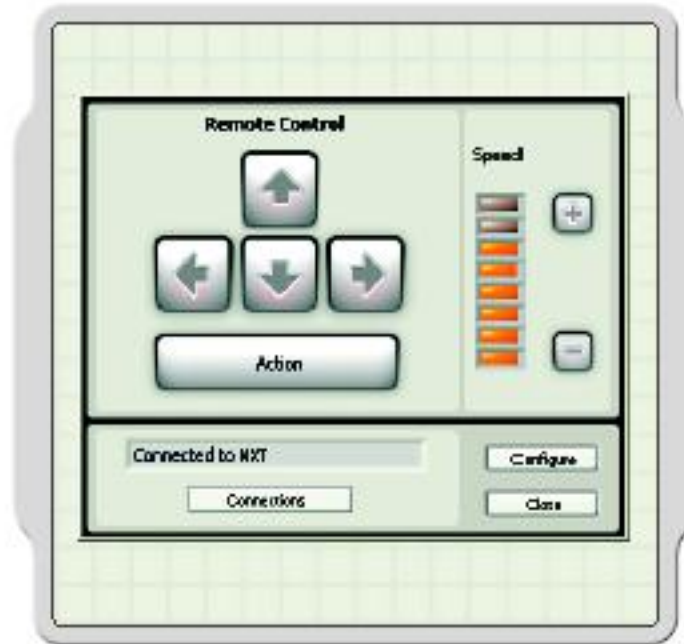 Remote Control
Speed
+
-
Action
Connected to NXT
Configure
Connections
Close